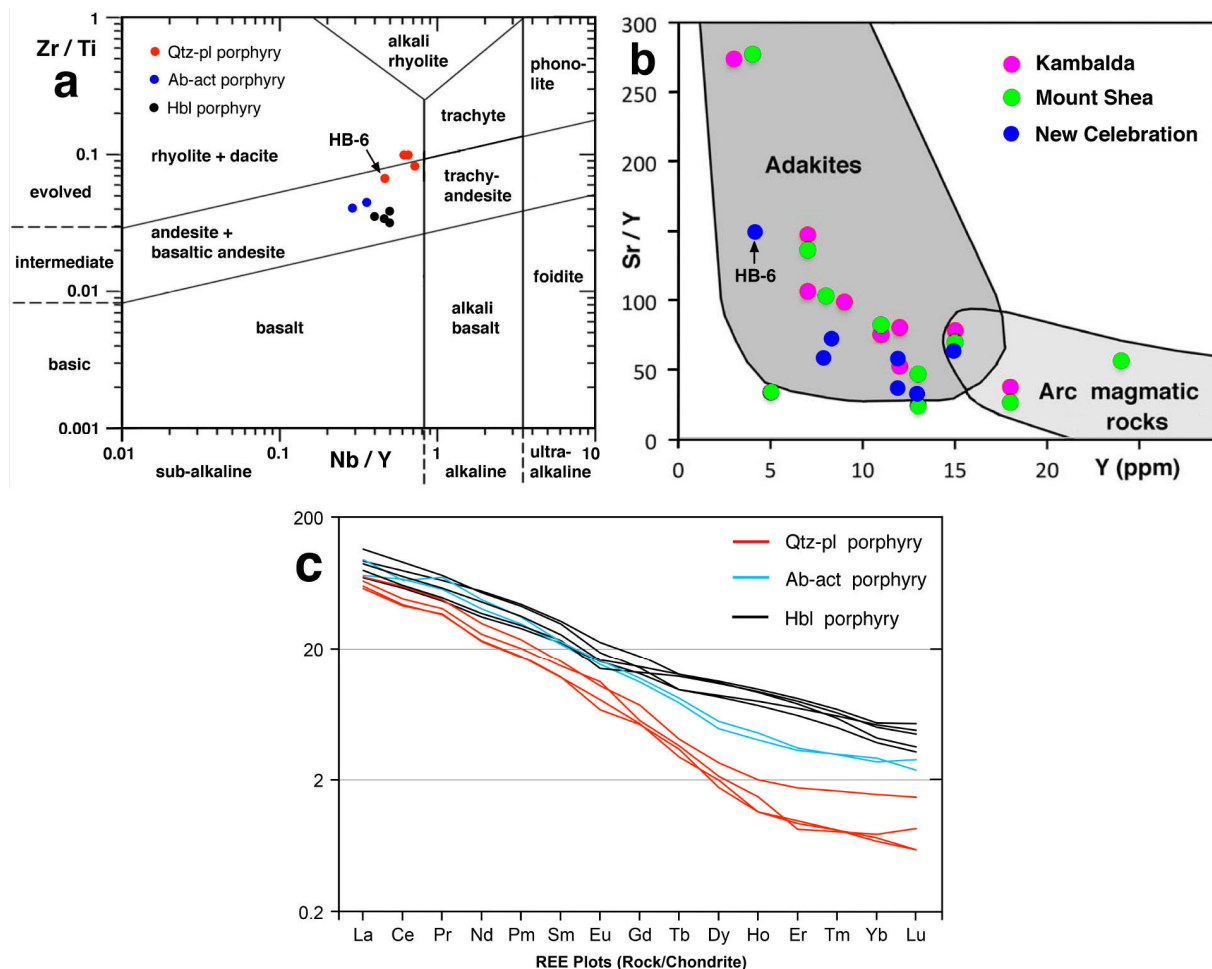 Zr / Ti
1
a
Qtz-pl porphyry
Ab-act porphyry
Hbl porphyry
alkali
rhyolite
phono-
lite
trachyte
HB-6
0.1
rhyolite + dacite
evolved
trachy-
andesite
andesite +
basaltic andesite
intermediate
0.01
foidite
basalt
alkali
basalt
basic
0.001
0.01
0.1
1
10
Nb / Y
sub-alkaline
alkaline
ultra-
alkaline
b
300
250
200
150
100
50
0
Sr / Y
Kambalda
Mount Shea
New Celebration
Adakites
HB-6
Arc magmatic
rocks
0
5
10
15
20
Y (ppm)
c
200
20
2
0.2
Qtz-pl porphyry
Ab-act porphyry
Hbl porphyry
La Ce Pr Nd Pm Sm Eu Gd Tb Dy Ho Er Tm Yb Lu
REE Plots (Rock/Chondrite)